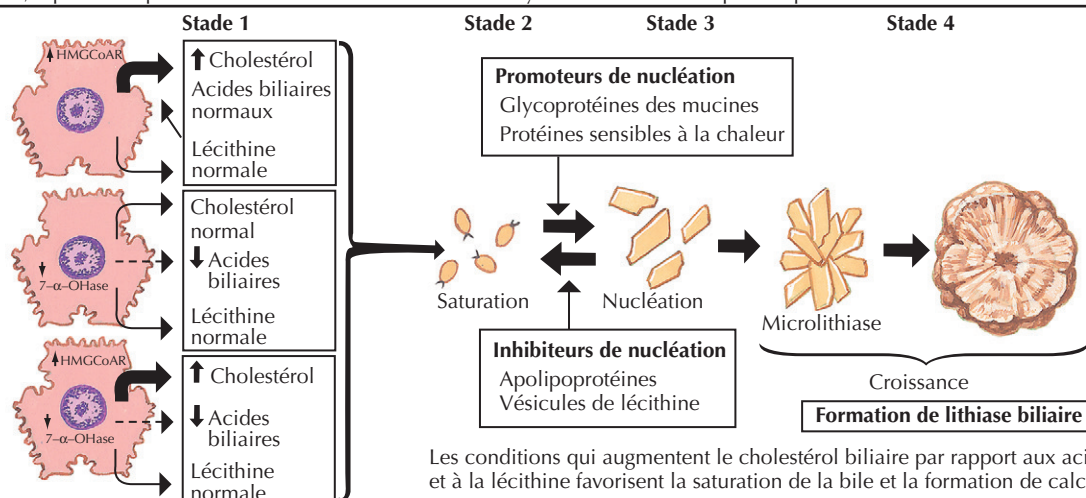 Stade 1
Stade 2
Stade 3
Stade 4
HMGCoAR
Cholestérol
Acides biliaires
normaux
Lécithine
normale
7–α–OHase
Cholestérol
normal
Acides
biliaires
Lécithine
normale
HMGCoAR
7–α–OHase
Cholestérol
Acides
biliaires
Lécithine
normale
Promoteurs de nucléation
Glycoprotéines des mucines
Protéines sensibles à la chaleur
Saturation
Nucléation
Inhibiteurs de nucléation
Apolipoprotéines
Vésicules de lécithine
Microlithiase
Croissance
Formation de lithiase biliaire
Les conditions qui augmentent le cholestérol biliaire par rapport aux
et à la lécithine favorisent la saturation de la bile et la formation de